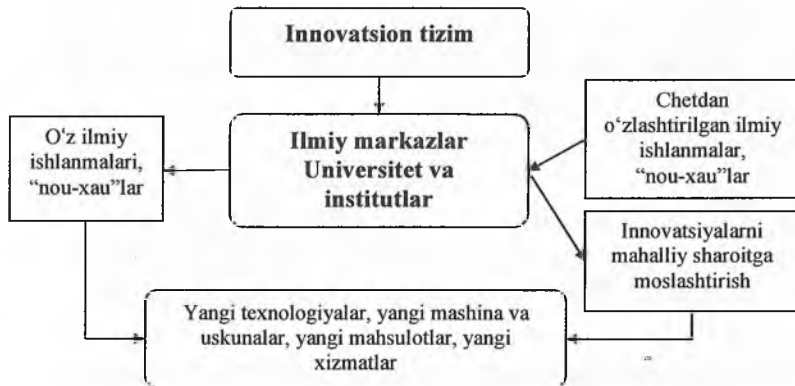 Innovatsion tizim
Chetdan
o‘zlashtirilgan ilmiy
ishlanmalar,
“nou-xau”lar
O‘z ilmiy
ishlanmalari,
“nou-xau”lar
Ilmiy markazlar
Universitet va
institutlar
Innovatsiyalarni
mahalliy sharoitga
moslashtirish
Yangi texnologiyalar, yangi mashina va
uskunalar, yangi mahsulotlar, yangi
xizmatlar